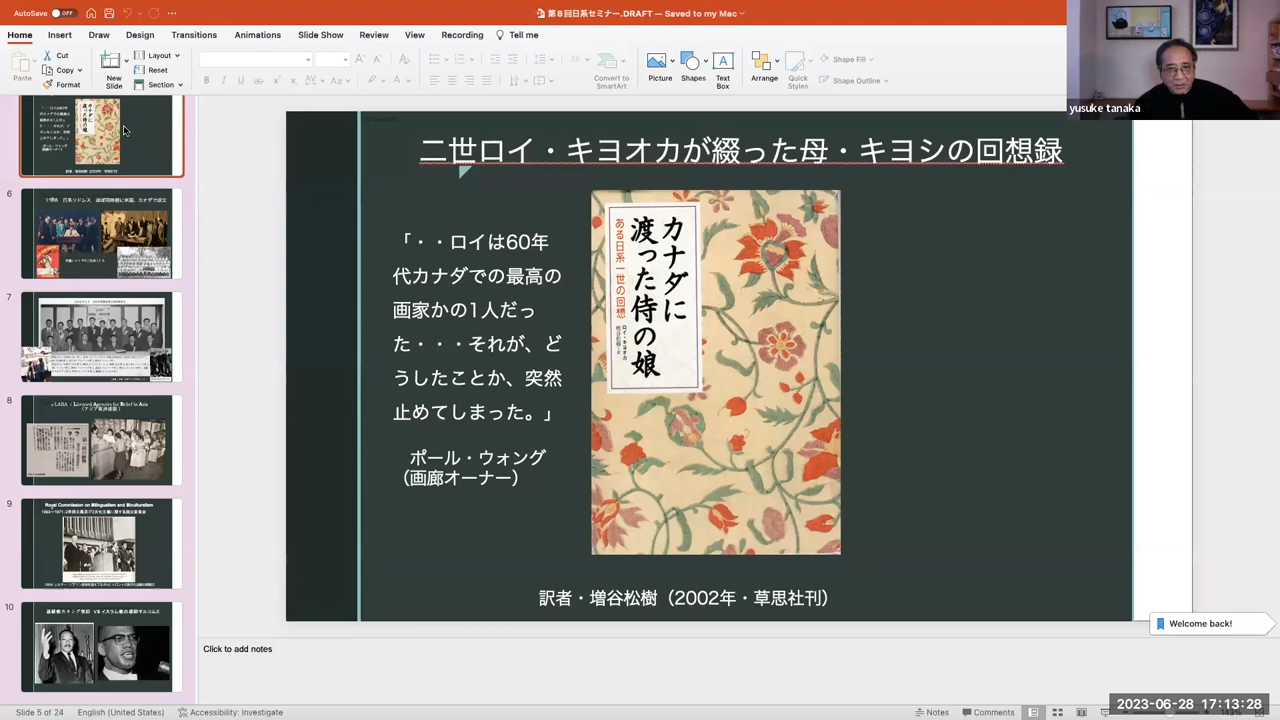 AutoSave OFF
第8回日系セミナー.DRAFT — Saved to my Mac
Home Insert Draw Design Transitions Animations Slide Show Review View Recording Tell me
Paste
Cut
Copy
Format
New Slide
Layout
Reset
Section
Convert to SmartArt
Picture
Shapes
Text Box
Arrange
Quick Styles
Shape Fill
Shape Outline
yusuke tanaka
二世ロイ・キヨオカが綴った母・キヨシの回想録
「・・ロイは60年
代カナダでの最高の
画家かの1人だっ
た・・・それが、ど
うしたことか、突然
止めてしまった。」
ポール・ウォング
（画廊オーナー）
カナダに
渡った侍の娘
ある日系一世の回想
ロイ・キヨオカ
訳者・増谷松樹（2002年・草思社刊）
6
7
8
LARA : Licensed Agencies for Relief in Asia
9
Royal Commission on Bilingualism and Biculturalism
10
Welcome back!
Click to add notes
Slide 5 of 24
English (United States)
Accessibility: Investigate
Notes
Comments
2023-06-28 17:13:28